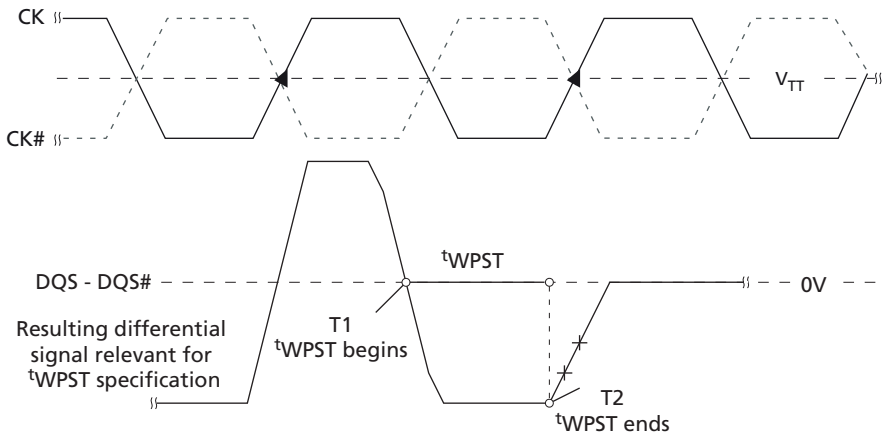 CK
V_TT
CK#
tWPST
DQS - DQS#
0V
Resulting differential
signal relevant for
tWPST specification
T1
tWPST begins
T2
tWPST ends